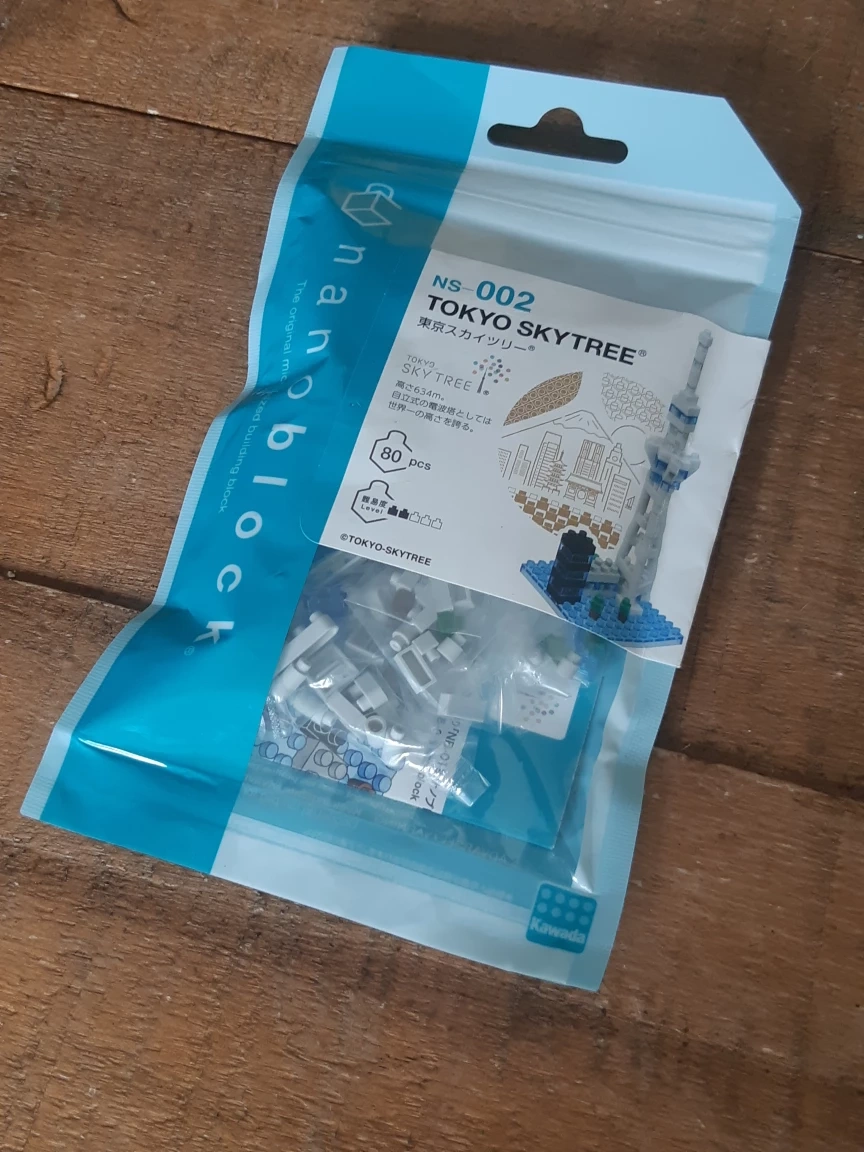 nanoblock®
The original micro-sized building block
NS-002
TOKYO SKYTREE®
東京スカイツリー®
TOKYO
SKYTREE®
高さ634m。
自立式の電波塔としては
世界一の高さを誇る。
80 pcs
難易度
Level
©TOKYO-SKYTREE
Kawada